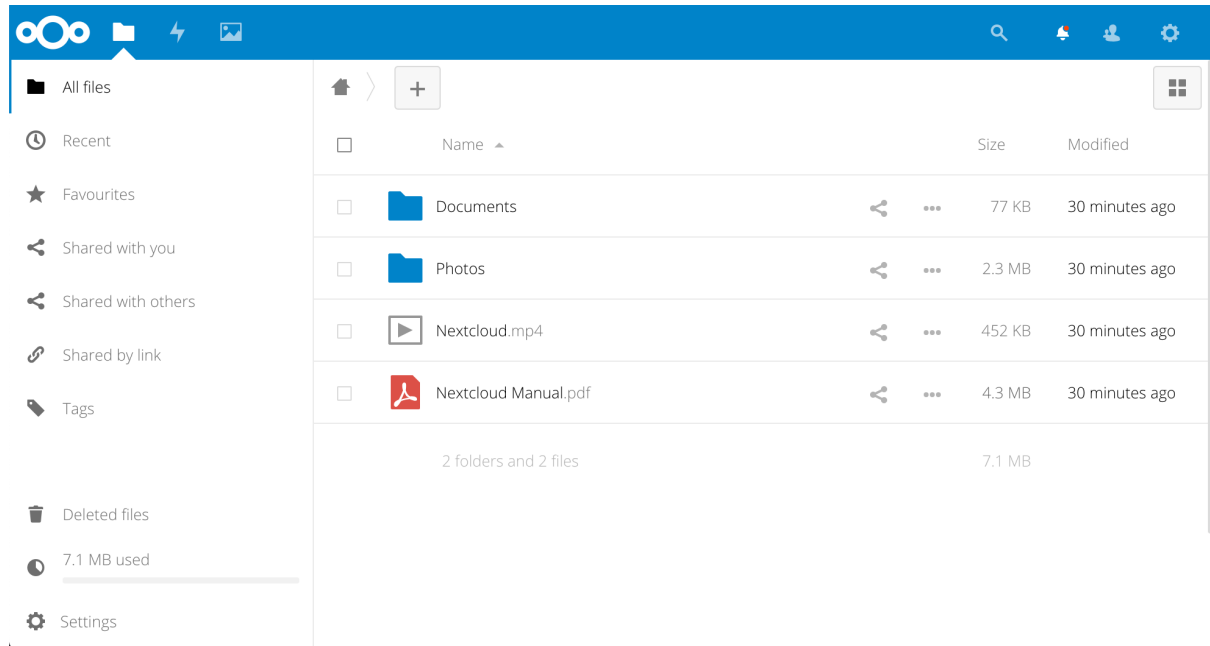 All files
Recent
Favourites
Shared with you
Shared with others
Shared by link
Tags
Deleted files
7.1 MB used
Settings
Name Size Modified
Documents 77 KB 30 minutes ago
Photos 2.3 MB 30 minutes ago
Nextcloud.mp4 452 KB 30 minutes ago
Nextcloud Manual.pdf 4.3 MB 30 minutes ago
2 folders and 2 files 7.1 MB